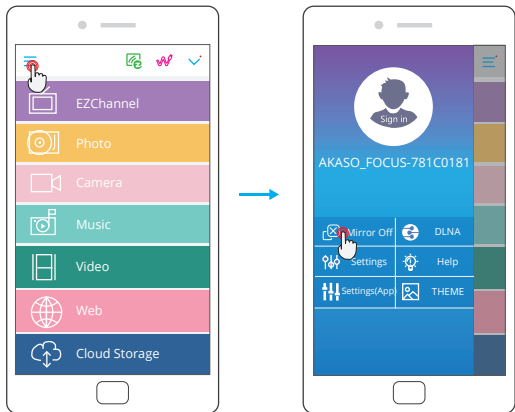 EZChannel
Photo
Camera
Music
Video
Web
Cloud Storage
Sign in
AKASO_FOCUS-781C0181
Mirror Off
DLNA
Settings
Help
Settings(App)
THEME